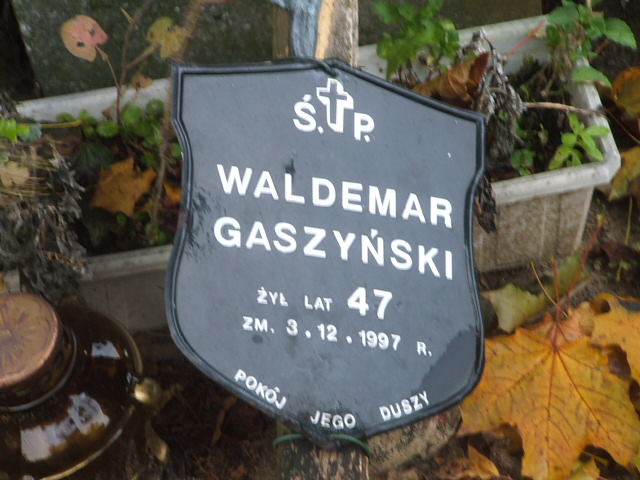 Ś. P.
WALDEMAR
GASZYŃSKI
ŻYŁ LAT 47
ZM. 3.12.1997 R.
POKÓJ JEGO DUSZY